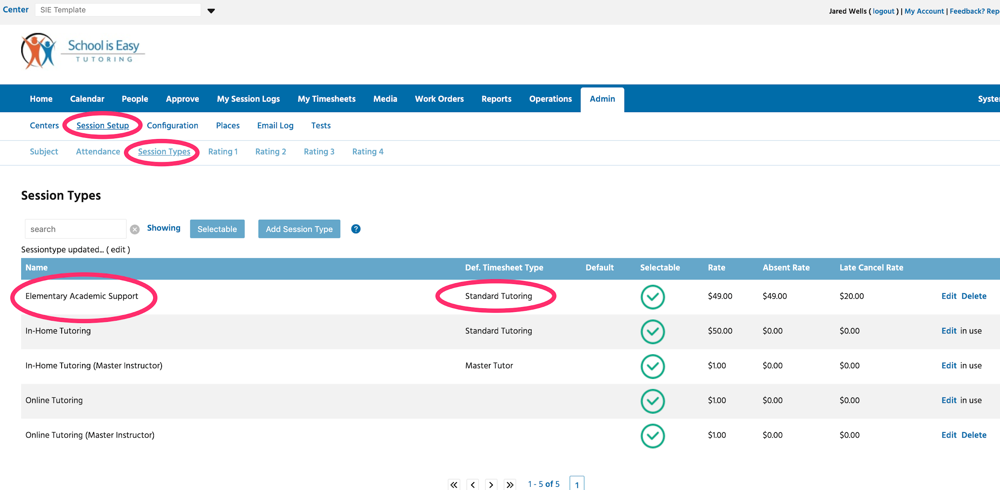 Center SIE Template Jared Wells ( logout ) | My Account | Feedback? Rep
School is Easy
TUTORING
Home Calendar People Approve My Session Logs My Timesheets Media Work Orders Reports Operations Admin Syste
Centers Session Setup Configuration Places Email Log Tests
Subject Attendance Session Types Rating 1 Rating 2 Rating 3 Rating 4
Session Types
search Showing Selectable Add Session Type ?
Sessiontype updated... ( edit )
Name Def. Timesheet Type Default Selectable Rate Absent Rate Late Cancel Rate
Elementary Academic Support Standard Tutoring $49.00 $49.00 $20.00 Edit Delete
In-Home Tutoring Standard Tutoring $50.00 $0.00 $0.00 Edit in use
In-Home Tutoring (Master Instructor) Master Tutor $1.00 $0.00 $0.00 Edit in use
Online Tutoring $1.00 $0.00 $0.00 Edit in use
Online Tutoring (Master Instructor) $1.00 $0.00 $0.00 Edit Delete
1 - 5 of 5 1